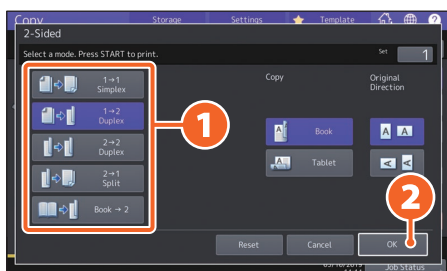 Copy
Storage
Settings
Template
2-Sided
Select a mode. Press START to print.
Set
1
1→1
Simplex
1→2
Duplex
2→2
Duplex
2→1
Split
Book → 2
1
Copy
Book
Tablet
Original
Direction
A A
2
Reset
Cancel
OK
Job Status